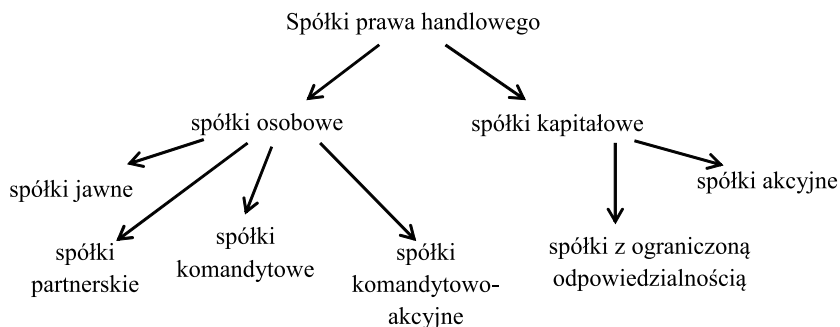 Spółki prawa handlowego
spółki osobowe
spółki kapitałowe
spółki jawne
spółki
partnerskie
spółki
komandytowe
spółki
komandytowo-
akcyjne
spółki z ograniczoną
odpowiedzialnością
spółki akcyjne